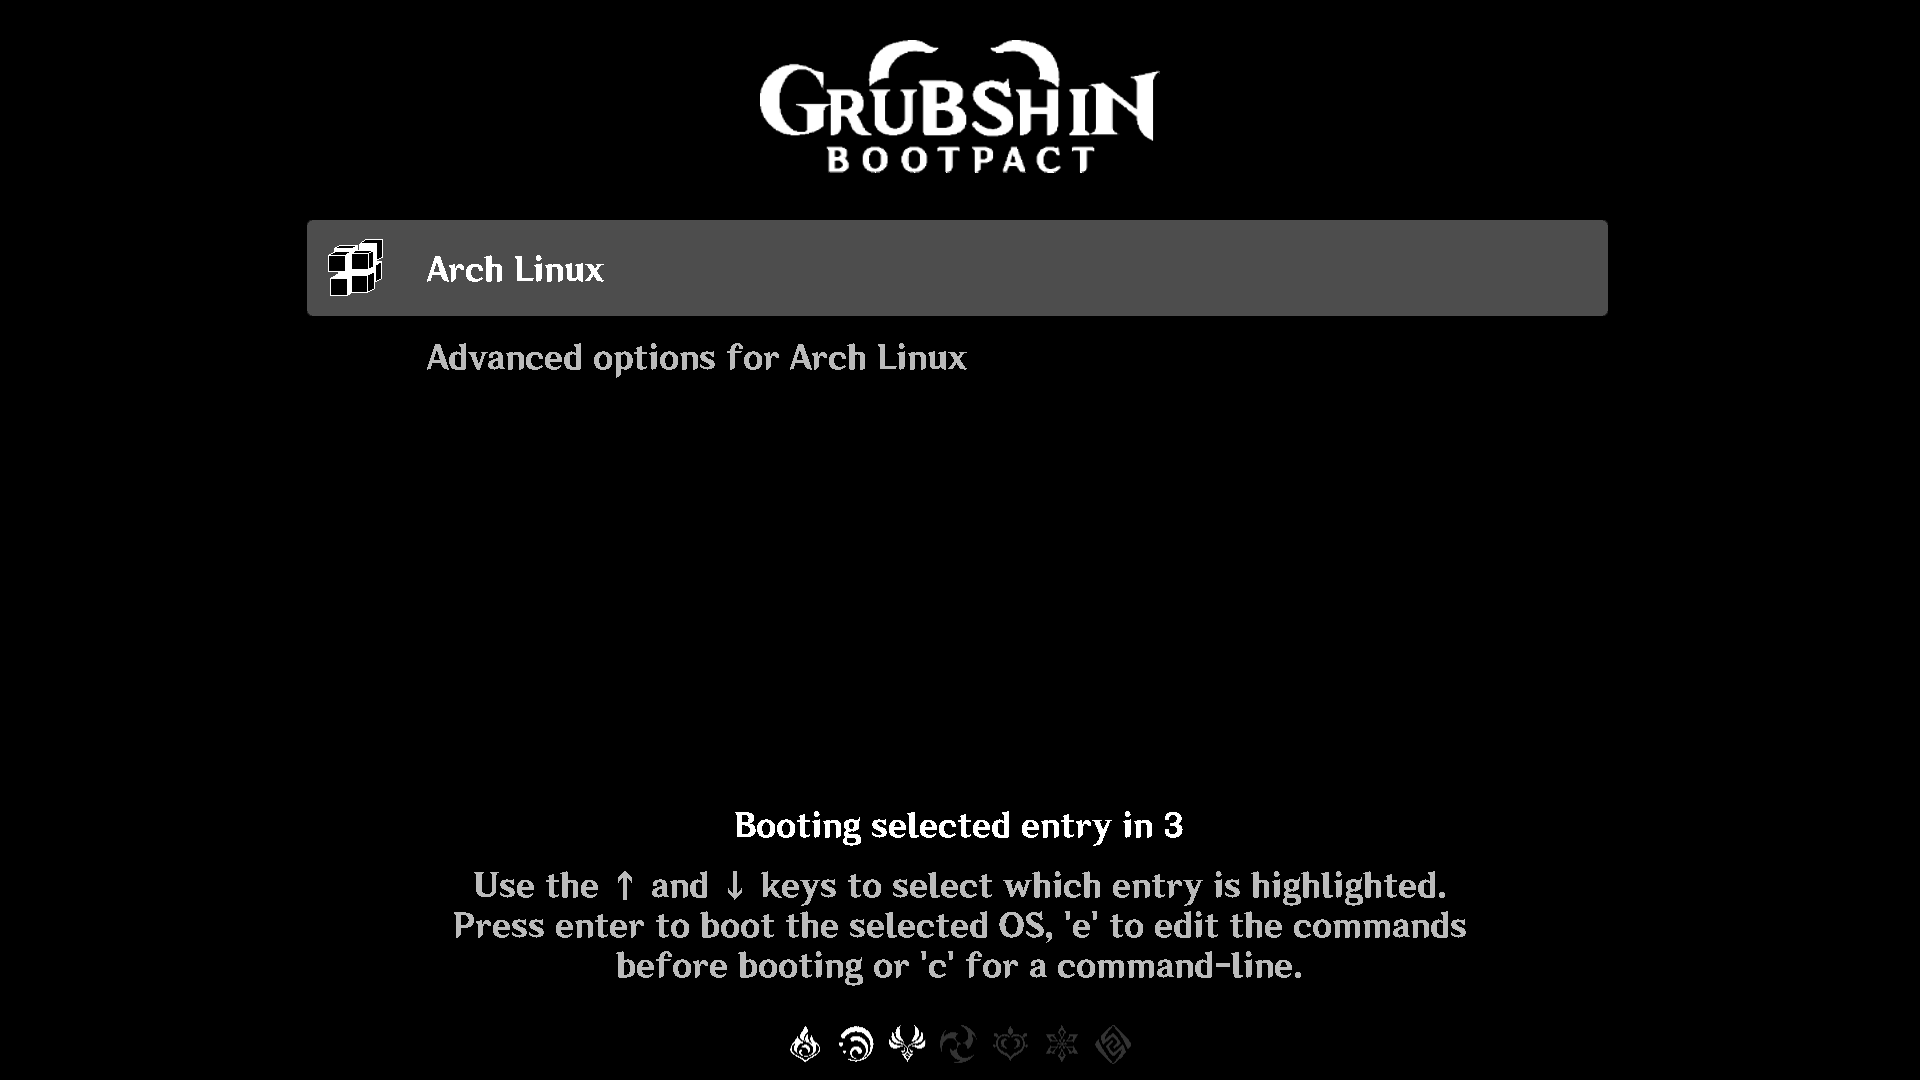 GRUBSHIN
BOOTPACT
Arch Linux
Advanced options for Arch Linux
Booting selected entry in 3
Use the ↑ and ↓ keys to select which entry is highlighted.
Press enter to boot the selected OS, 'e' to edit the commands
before booting or 'c' for a command-line.